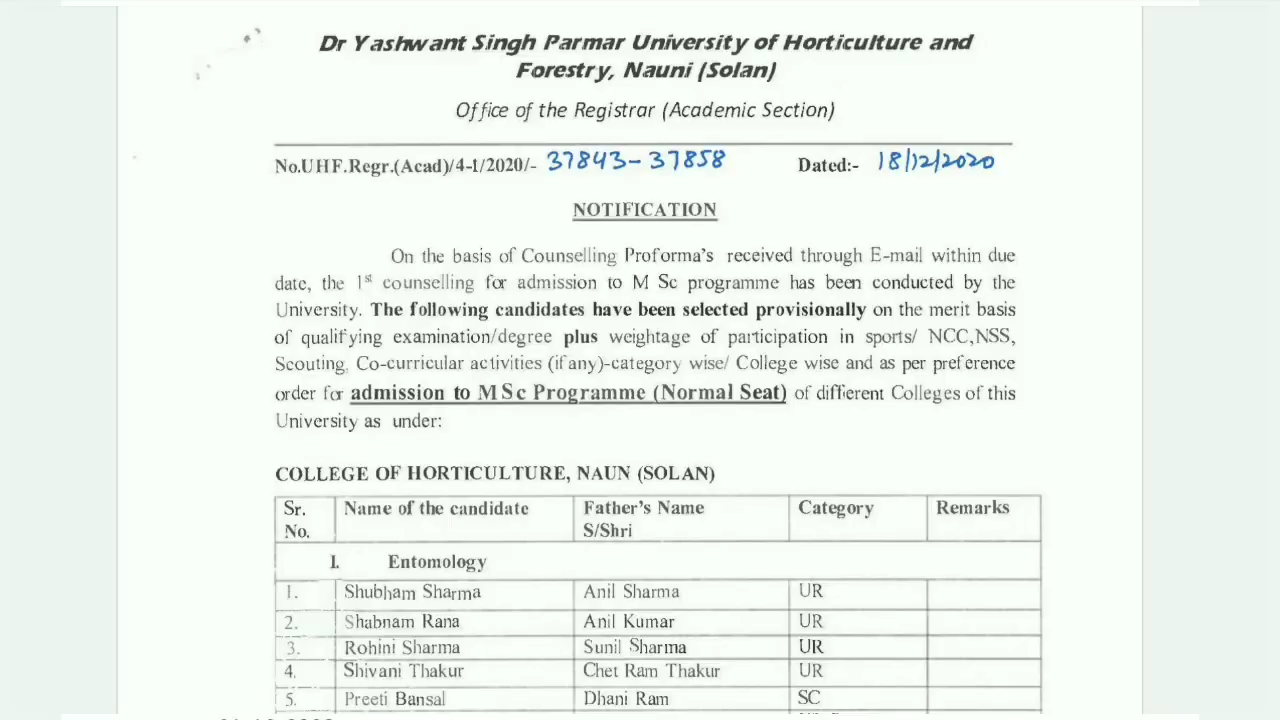 Dr Yashwant Singh Parmar University of Horticulture and
Forestry, Nauni (Solan)
Office of the Registrar (Academic Section)
No.UHF.Regr.(Acad)/4-1/2020/- 37843-37858 Dated:- 18/12/2020
NOTIFICATION
On the basis of Counselling Proforma's received through E-mail within due
date, the 1st counselling for admission to M Sc programme has been conducted by the
University. The following candidates have been selected provisionally on the merit basis
of qualifying examination/degree plus weightage of participation in sports/ NCC,NSS,
Scouting, Co-curricular activities (if any)-category wise/ College wise and as per preference
order for admission to M Sc Programme (Normal Seat) of different Colleges of this
University as under:
COLLEGE OF HORTICULTURE, NAUN (SOLAN)
Sr. No. Name of the candidate Father's Name S/Shri Category Remarks
I. Entomology
1. Shubham Sharma Anil Sharma UR
2. Shabnam Rana Anil Kumar UR
3. Rohini Sharma Sunil Sharma UR
4. Shivani Thakur Chet Ram Thakur UR
5. Preeti Bansal Dhani Ram SC